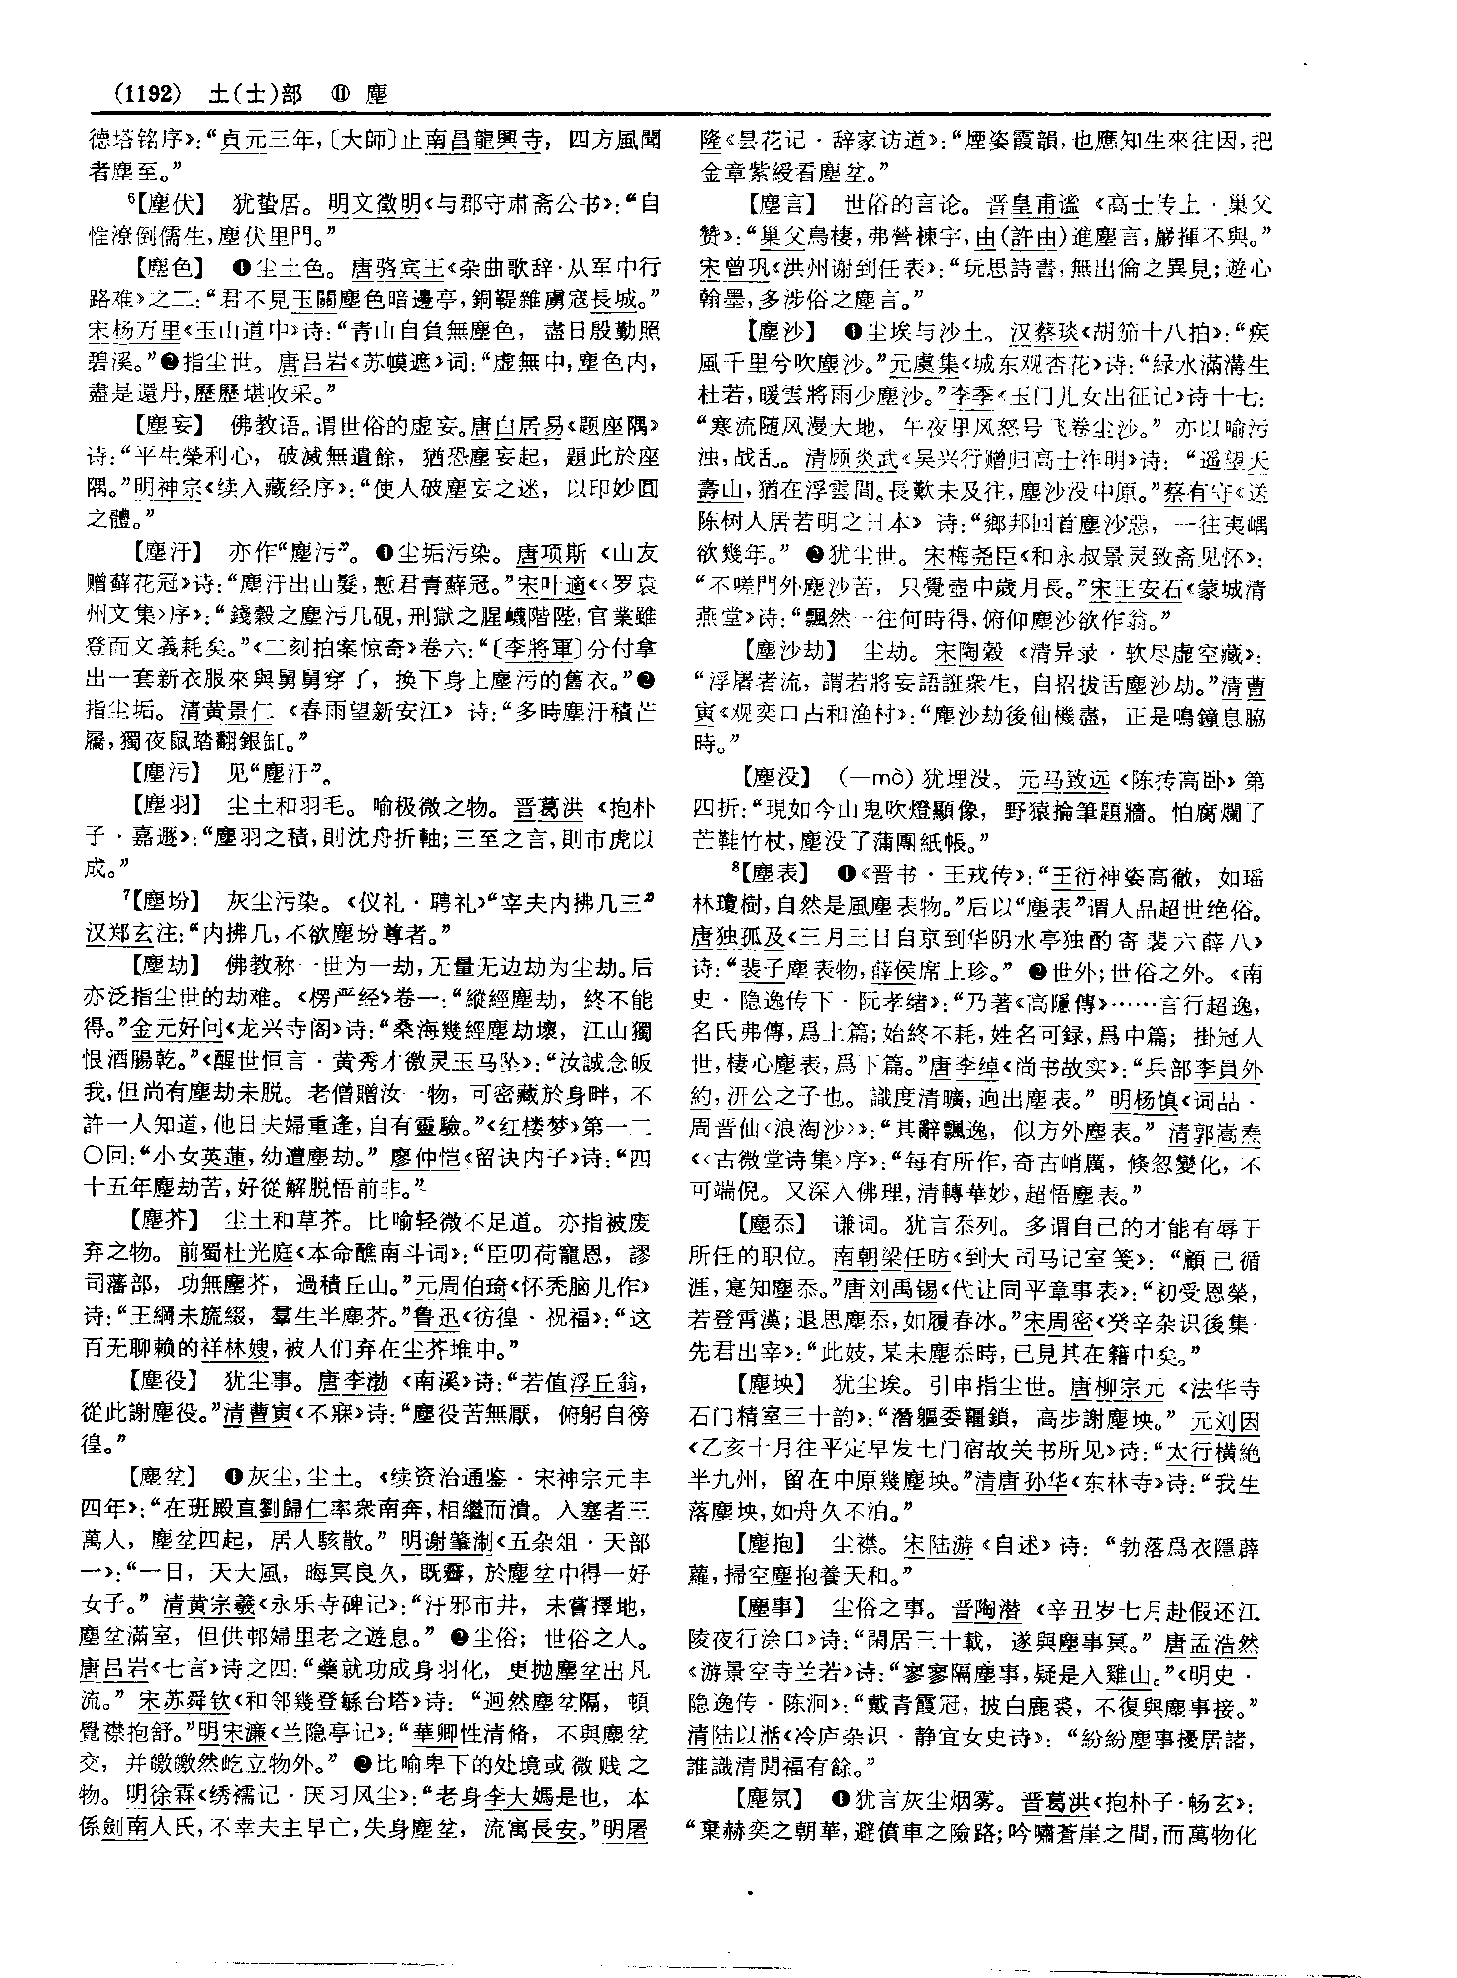 (1192) 土(士)部 ⑪ 塵
德塔铭序》:“貞元三年,〔大師〕止南昌龍興寺，四方風聞
者塵至。”
6【塵伏】 犹蛰居。明文徵明《与郡守肃斋公书》:“自
惟潦倒儒生,塵伏里門。”
【塵色】 ❶尘土色。唐骆宾王《杂曲歌辞·从军中行
路难》之二:“君不見玉關塵色暗邊亭,銅鞮雜虜寇長城。”
宋杨万里《玉山道中》诗:“青山自負無塵色，盡日殷勤照
碧溪。”❷指尘世。唐吕岩《苏幙遮》词:“虚無中,塵色内，
盡是還丹,歷歷堪收采。”
【塵妄】 佛教语。谓世俗的虚妄。唐白居易《题座隅》
诗:“平生榮利心，破滅無遺餘，猶恐塵妄起，題此於座
隅。”明神宗《续入藏经序》:“使人破塵妄之迷，以印妙圓
之體。”
【塵汙】 亦作“塵污”。❶尘垢污染。唐项斯《山友
赠蘚花冠》诗:“塵汙出山髮,慙君青蘚冠。”宋叶適《〈罗袁
州文集〉序》:“錢穀之塵污几硯,刑獄之腥衊階陛,官業雖
登而文義耗矣。”《二刻拍案惊奇》卷六:“〔李將軍〕分付拿
出一套新衣服來與舅舅穿了，换下身上塵污的舊衣。”❷
指尘垢。清黄景仁《春雨望新安江》诗:“多時塵汙積芒
屩,獨夜鼠踏翻銀缸。”
【塵污】 见“塵汙”。
【塵羽】 尘土和羽毛。喻极微之物。晋葛洪《抱朴
子·嘉遯》:“塵羽之積,則沈舟折軸;三至之言,則市虎以
成。”
7【塵坋】 灰尘污染。《仪礼·聘礼》“宰夫内拂几三”
汉郑玄注:“内拂几,不欲塵坋尊者。”
【塵劫】 佛教称一世为一劫,无量无边劫为尘劫。后
亦泛指尘世的劫难。《楞严经》卷一:“縱經塵劫，終不能
得。”金元好问《龙兴寺阁》诗:“桑海幾經塵劫壞，江山獨
恨酒腸乾。”《醒世恒言·黄秀才徼灵玉马坠》:“汝誠念皈
我,但尚有塵劫未脱。老僧贈汝一物，可密藏於身畔，不
許一人知道,他日夫婦重逢,自有靈驗。”《红楼梦》第一二
〇回:“小女英蓮,幼遭塵劫。”廖仲恺《留诀内子》诗:“四
十五年塵劫苦,好從解脱悟前非。”
【塵芥】 尘土和草芥。比喻轻微不足道。亦指被废
弃之物。前蜀杜光庭《本命醮南斗词》:“臣叨荷寵恩，謬
司藩部，功無塵芥，過積丘山。”元周伯琦《怀秃脑儿作》
诗:“王綱未旒綴，羣生半塵芥。”鲁迅《彷徨·祝福》:“这
百无聊赖的祥林嫂,被人们弃在尘芥堆中。”
【塵役】 犹尘事。唐李渤《南溪》诗:“若值浮丘翁，
從此謝塵役。”清曹寅《不寐》诗:“塵役苦無厭，俯躬自徬
徨。”
【塵坌】 ❶灰尘,尘土。《续资治通鉴·宋神宗元丰
四年》:“在班殿直劉歸仁率衆南奔,相繼而潰。入塞者三
萬人，塵坌四起，居人駭散。”明谢肇淛《五杂俎·天部
一》:“一日，天大風，晦冥良久，既霽，於塵坌中得一好
女子。”清黄宗羲《永乐寺碑记》:“汙邪市井，未嘗擇地，
塵坌滿室，但供邨婦里老之遊息。”❷尘俗；世俗之人。
唐吕岩《七言》诗之四:“藥就功成身羽化，更抛塵坌出凡
流。”宋苏舜钦《和邻幾登繇台塔》诗：“迥然塵坌隔，頓
覺襟抱舒。”明宋濂《兰隐亭记》:“華卿性清脩，不與塵坌
交，并皦皦然屹立物外。”❷比喻卑下的处境或微贱之
物。明徐霖《绣襦记·厌习风尘》:“老身李大媽是也，本
係劍南人氏,不幸夫主早亡,失身塵坌，流寓長安。”明屠
隆《昙花记·辞家访道》:“煙姿霞韻,也應知生來往因,把
金章紫綬看塵坌。”
【塵言】 世俗的言论。晋皇甫谧《高士传上·巢父
赞》:“巢父鳥棲,弗營棟宇,由(許由)進塵言,嚴揮不與。”
宋曾巩《洪州谢到任表》:“玩思詩書,無出倫之異見;遊心
翰墨,多涉俗之塵言。”
【塵沙】 ❶尘埃与沙土。汉蔡琰《胡笳十八拍》:“疾
風千里兮吹塵沙。”元虞集《城东观杏花》诗:“緑水滿溝生
杜若,暖雲將雨少塵沙。”李季《玉门儿女出征记》诗十七:
“寒流随风漫大地，午夜里风怒号飞卷尘沙。”亦以喻污
浊,战乱。清顾炎武《吴兴行赠归高士祚明》诗：“遥望天
壽山,猶在浮雲間。長歎未及往,塵沙没中原。”蔡有守《送
陈树人居若明之日本》诗:“鄉邦回首塵沙惡，一往夷嵎
欲幾年。”❷犹尘世。宋梅尧臣《和永叔景灵致斋见怀》:
“不嗟門外塵沙苦，只覺壺中歲月長。”宋王安石《蒙城清
燕堂》诗:“飄然一往何時得,俯仰塵沙欲作翁。”
【塵沙劫】 尘劫。宋陶穀《清异录·软尽虚空藏》:
“浮屠者流，謂若將妄語誑衆生，自招拔舌塵沙劫。”清曹
寅《观奕口占和渔村》:“塵沙劫後仙機盡，正是鳴鐘息脇
時。”
【塵没】 (—mò)犹埋没。元马致远《陈抟高卧》第
四折:“現如今山鬼吹燈顯像，野猿掄筆題牆。怕腐爛了
芒鞋竹杖,塵没了蒲團紙帳。”
8【塵表】 ❶《晋书·王戎传》:“王衍神姿高徹，如瑶
林瓊樹,自然是風塵表物。”后以“塵表”谓人品超世绝俗。
唐独孤及《三月三日自京到华阴水亭独酌寄裴六薛八》
诗:“裴子塵表物,薛侯席上珍。”❷世外;世俗之外。《南
史·隐逸传下·阮孝绪》:“乃著《高隱傳》……言行超逸，
名氏弗傳,爲上篇;始終不耗,姓名可録,爲中篇；掛冠人
世,棲心塵表,爲下篇。”唐李绰《尚书故实》:“兵部李員外
約,汧公之子也。識度清曠,迥出塵表。”明杨慎《词品·
周晋仙〈浪淘沙〉》:“其辭飄逸，似方外塵表。”清郭嵩焘
《〈古微堂诗集〉序》:“每有所作,奇古峭厲，倏忽變化，不
可端倪。又深入佛理,清轉華妙,超悟塵表。”
【塵忝】 谦词。犹言忝列。多谓自己的才能有辱于
所任的职位。南朝梁任昉《到大司马记室笺》：“顧己循
涯,寔知塵忝。”唐刘禹锡《代让同平章事表》:“初受恩榮，
若登霄漢;退思塵忝,如履春冰。”宋周密《癸辛杂识後集·
先君出宰》:“此妓,某未塵忝時,已見其在籍中矣。”
【塵坱】 犹尘埃。引申指尘世。唐柳宗元《法华寺
石门精室三十韵》:“潛軀委韁鎖，高步謝塵坱。”元刘因
《乙亥十月往平定早发七门宿故关书所见》诗:“太行橫絶
半九州，留在中原幾塵坱。”清唐孙华《东林寺》诗:“我生
落塵坱,如舟久不泊。”
【塵抱】 尘襟。宋陆游《自述》诗：“勃落爲衣隱薜
蘿,掃空塵抱養天和。”
【塵事】 尘俗之事。晋陶潜《辛丑岁七月赴假还江
陵夜行涂口》诗:“閑居三十載，遂與塵事冥。”唐孟浩然
《游景空寺兰若》诗:“寥寥隔塵事,疑是入雞山。”《明史·
隐逸传·陈泂》:“戴青霞冠，披白鹿裘，不復與塵事接。”
清陆以湉《冷庐杂识·静宜女史诗》：“紛紛塵事擾居諸，
誰識清閒福有餘。”
【塵氛】 ❶犹言灰尘烟雾。晋葛洪《抱朴子·畅玄》:
“棄赫奕之朝華,避僨車之險路;吟嘯蒼崖之間,而萬物化